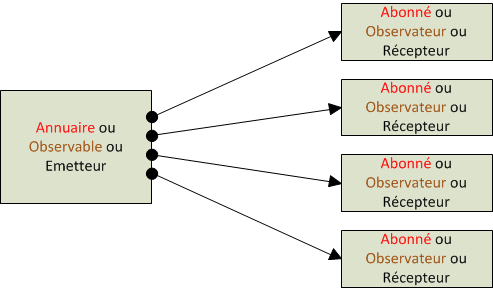 Annuaire ou
Observable ou
Emetteur
Abonné ou
Observateur ou
Récepteur
Abonné ou
Observateur ou
Récepteur
Abonné ou
Observateur ou
Récepteur
Abonné ou
Observateur ou
Récepteur